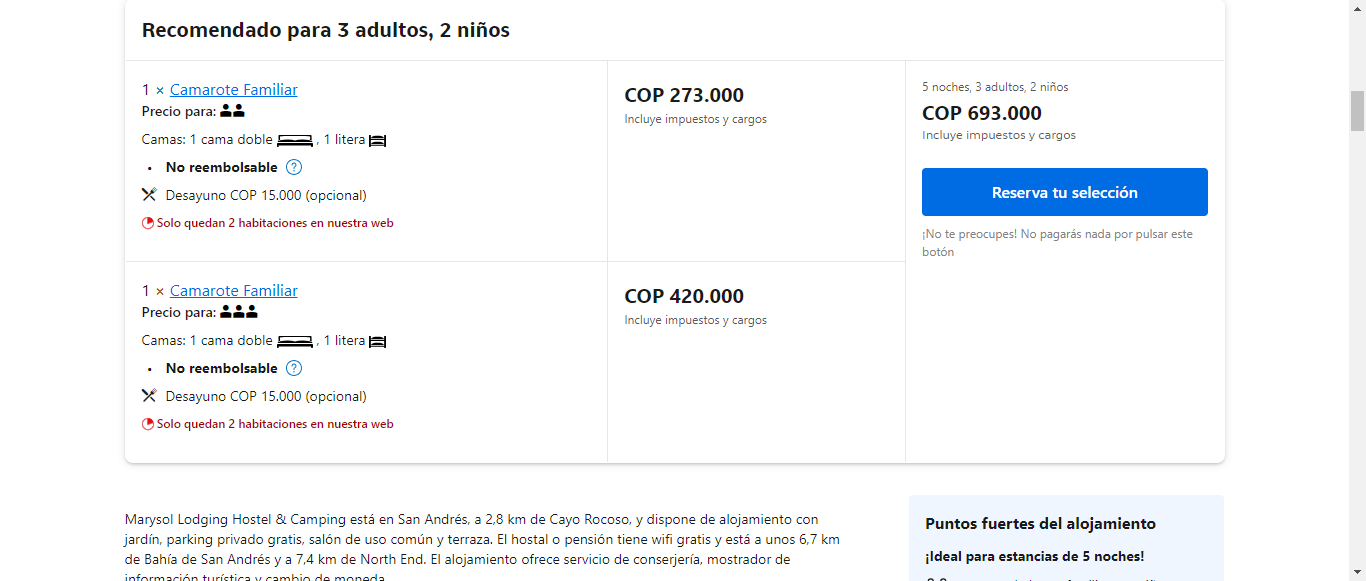 Recomendado para 3 adultos, 2 niños
1 × Camarote Familiar
Precio para:
Camas: 1 cama doble , 1 litera
• No reembolsable ?
Desayuno COP 15.000 (opcional)
Solo quedan 2 habitaciones en nuestra web
COP 273.000
Incluye impuestos y cargos
5 noches, 3 adultos, 2 niños
COP 693.000
Incluye impuestos y cargos
Reserva tu selección
¡No te preocupes! No pagarás nada por pulsar este
botón
1 × Camarote Familiar
Precio para:
Camas: 1 cama doble , 1 litera
• No reembolsable ?
Desayuno COP 15.000 (opcional)
Solo quedan 2 habitaciones en nuestra web
COP 420.000
Incluye impuestos y cargos
Marysol Lodging Hostel & Camping está en San Andrés, a 2,8 km de Cayo Rocoso, y dispone de alojamiento con
jardín, parking privado gratis, salón de uso común y terraza. El hostal o pensión tiene wifi gratis y está a unos 6,7 km
de Bahía de San Andrés y a 7,4 km de North End. El alojamiento ofrece servicio de conserjería, mostrador de
información turística y cambio de moneda.
Puntos fuertes del alojamiento
¡Ideal para estancias de 5 noches!